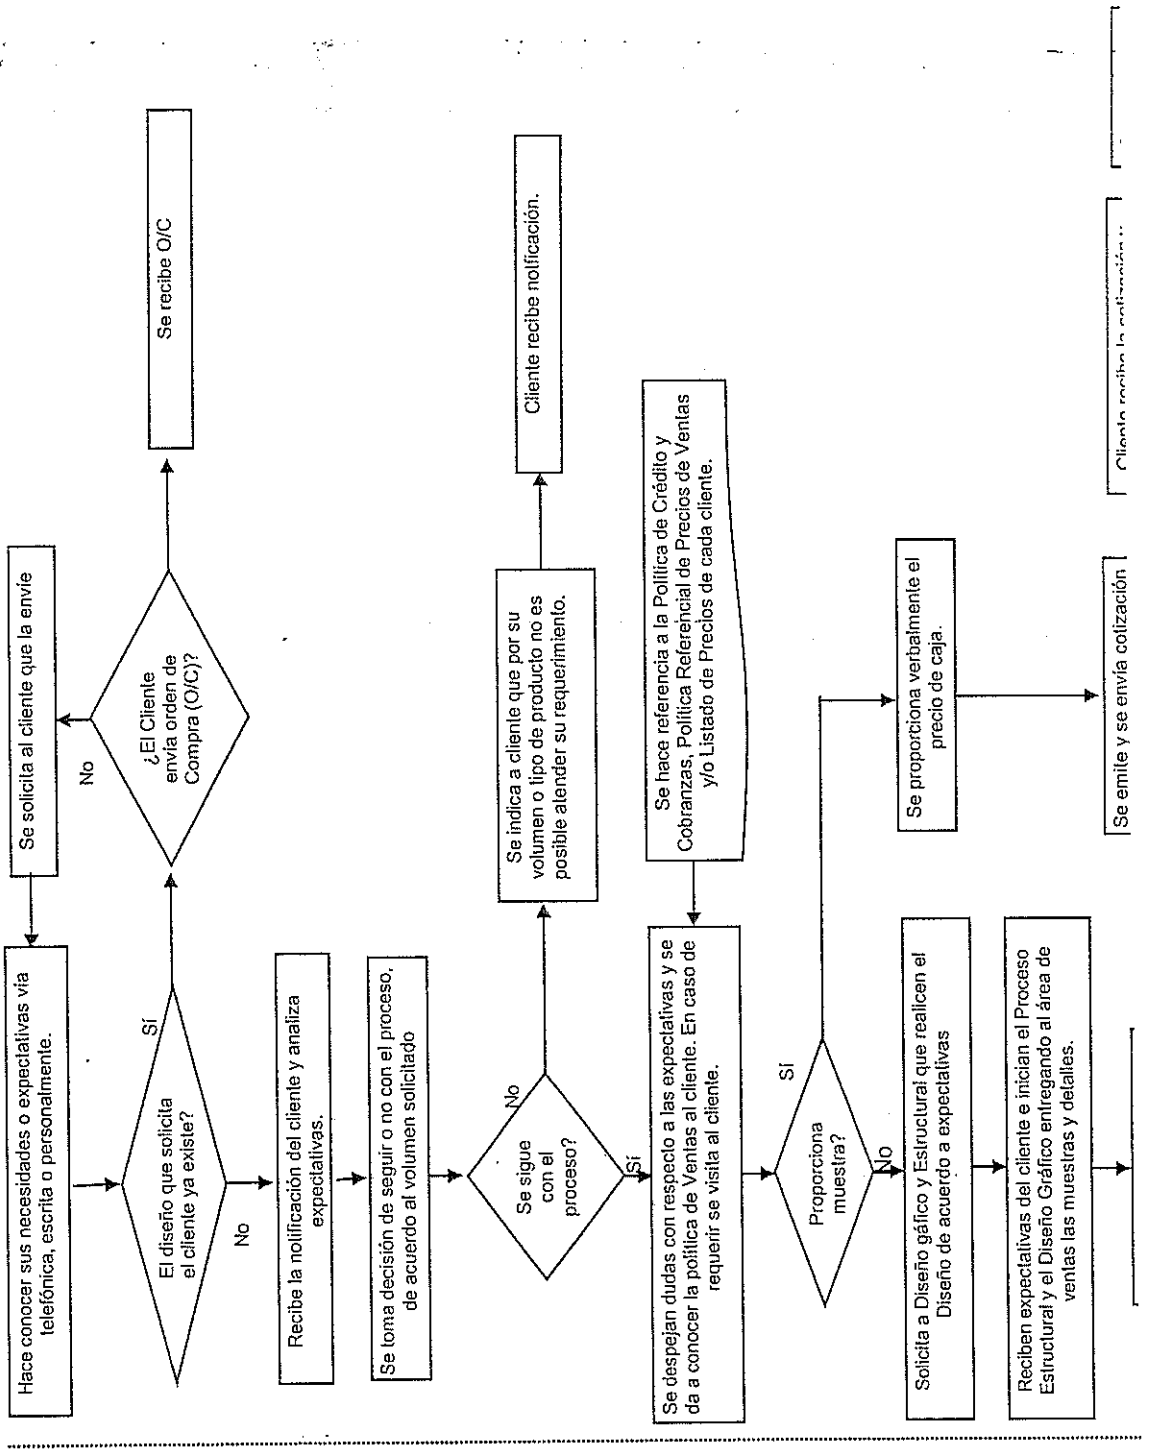 Hace conocer sus necesidades o expectativas vía
telefónica, escrita o personalmente.
Se solicita al cliente que la envíe
El diseño que solicita
el cliente ya existe?
Sí
No
¿El Cliente
envía orden de
Compra (O/C)?
No
Se recibe O/C
Recibe la notificación del cliente y analiza
expectativas.
Se toma decisión de seguir o no con el proceso,
de acuerdo al volumen solicitado
Se sigue
con el
proceso?
No
Sí
Se indica a cliente que por su
volumen o tipo de producto no es
posible atender su requerimiento.
Cliente recibe notificación.
Se despejan dudas con respecto a las expectativas y se
da a conocer la política de Ventas al cliente. En caso de
requerir se visita al cliente.
Se hace referencia a la Política de Crédito y
Cobranzas, Política Referencial de Precios de Ventas
y/o Listado de Precios de cada cliente.
Proporciona
muestra?
Sí
No
Se proporciona verbalmente el
precio de caja.
Solicita a Diseño gáfico y Estructural que realicen el
Diseño de acuerdo a expectativas
Reciben expectativas del cliente e inician el Proceso
Estructural y el Diseño Gráfico entregando al área de
ventas las muestras y detalles.
Se emite y se envía cotización
Cliente recibe la cotización